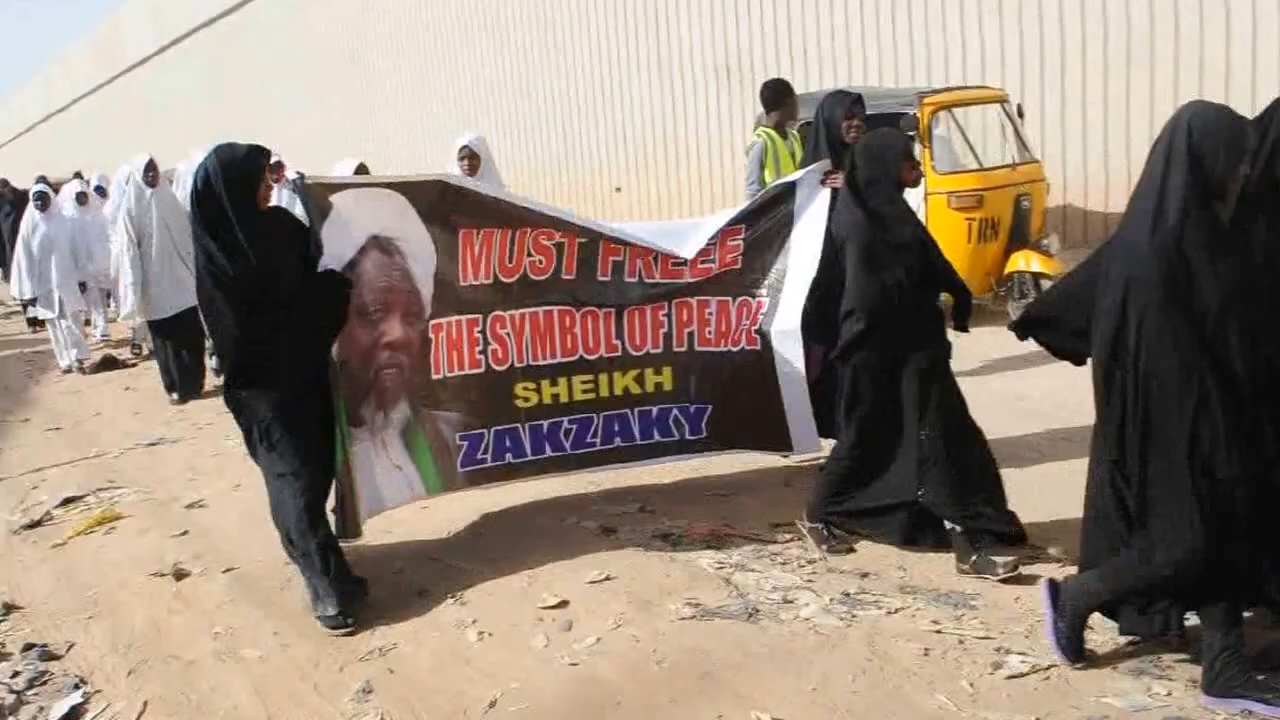 MUST FREEE
THE SYMBOL OF PEACE
SHEIKH
ZAKZAKY
TRN